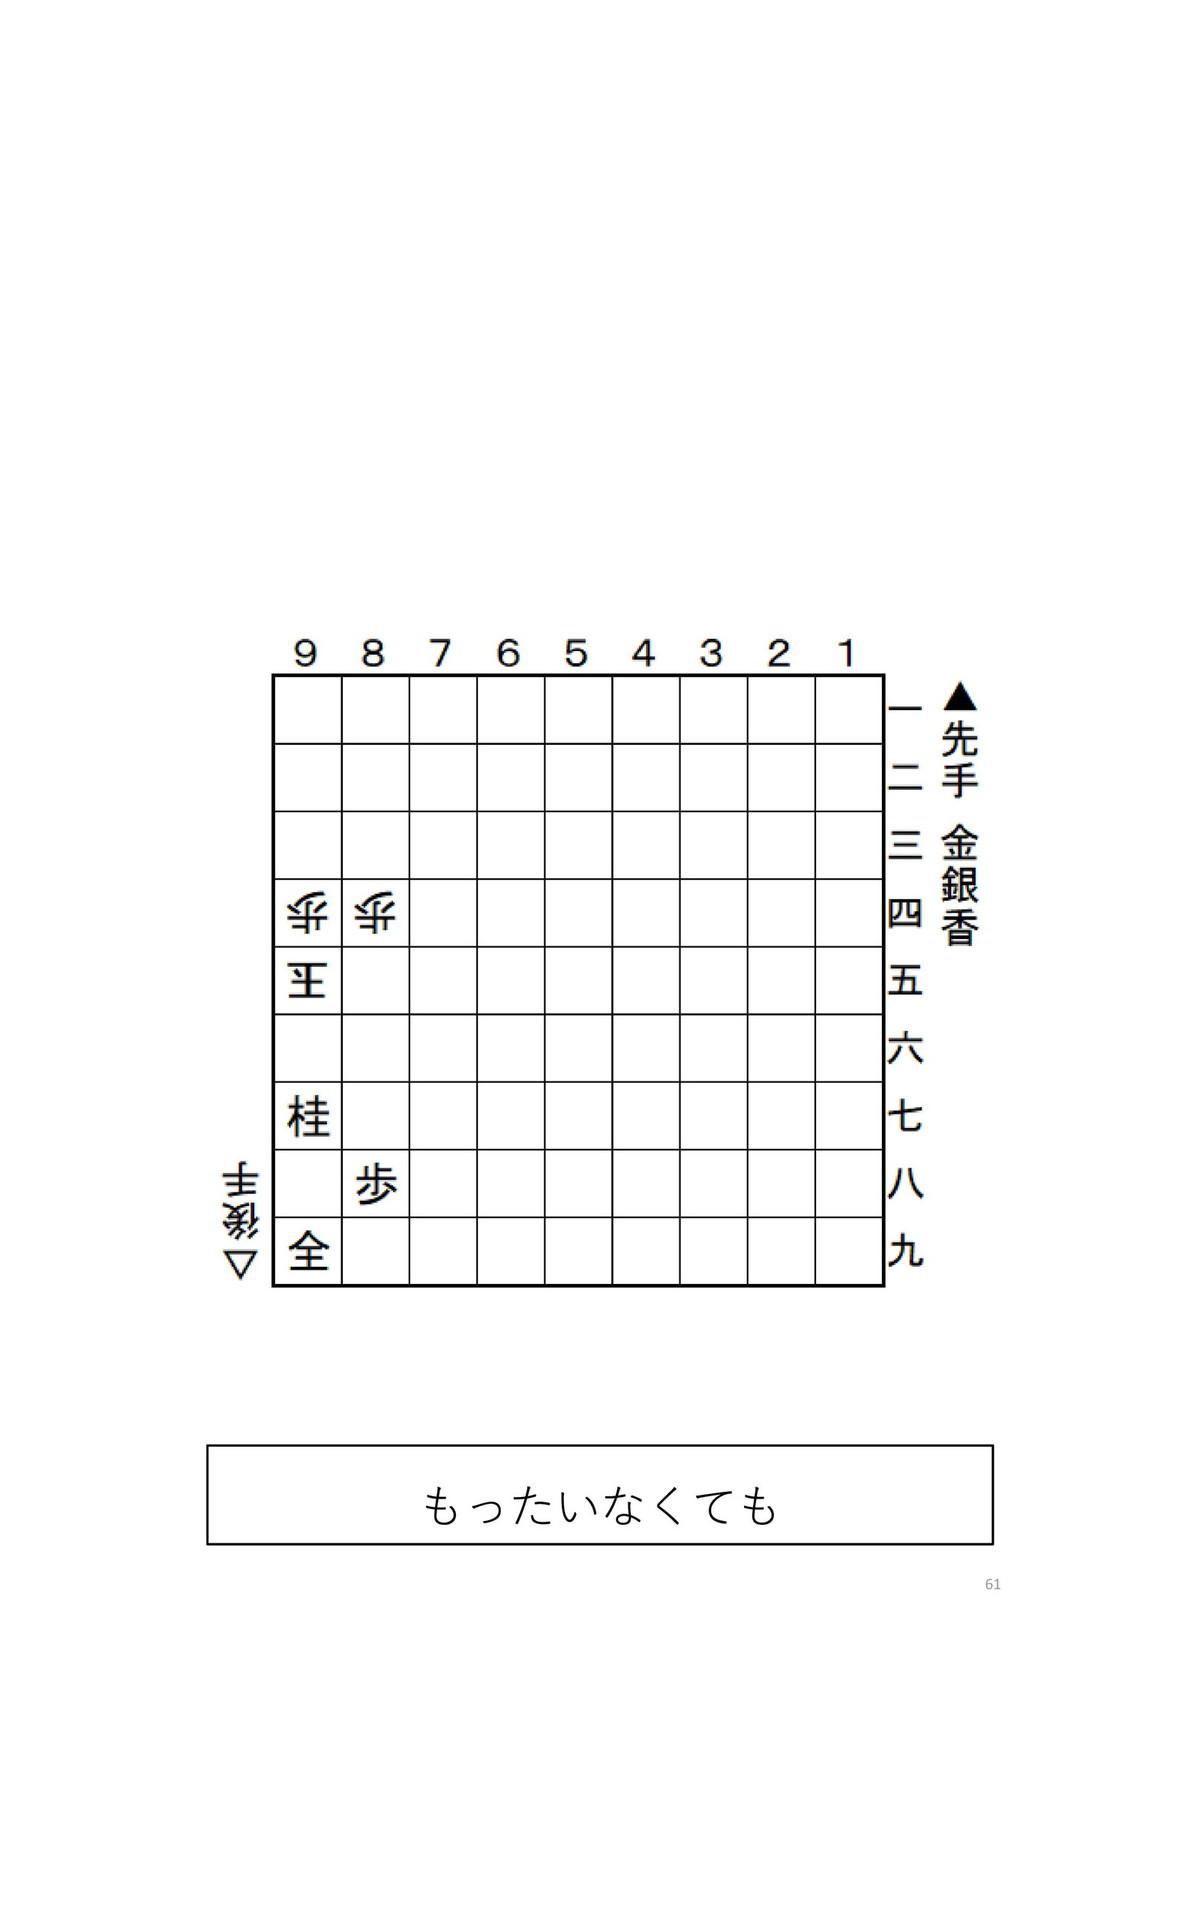 9 8 7 6 5 4 3 2 1
一
二
三
歩 歩 四
王 五
六
桂 七
歩 八
全 九
▲先手 金銀香
△後手
もったいなくても
61